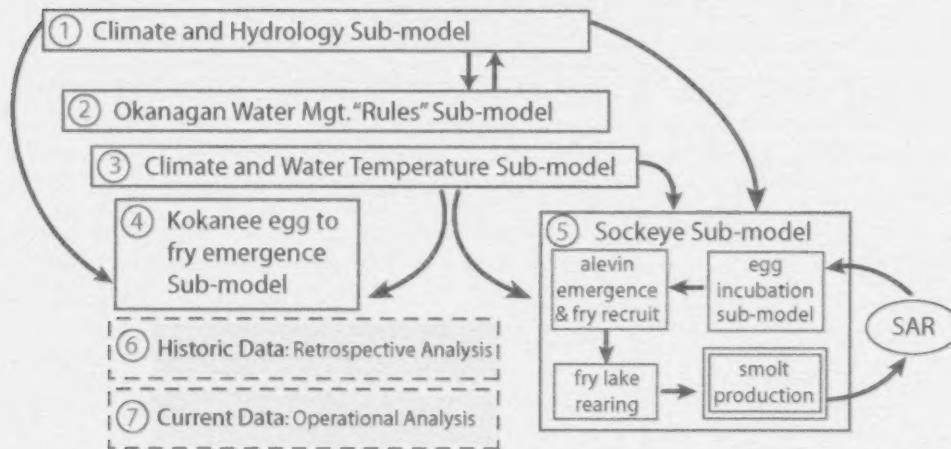 1 Climate and Hydrology Sub-model
2 Okanagan Water Mgt. "Rules" Sub-model
3 Climate and Water Temperature Sub-model
4 Kokanee egg to
fry emergence
Sub-model
5 Sockeye Sub-model
alevin
emergence
& fry recruit
egg
incubation
sub-model
SAR
fry lake
rearing
smolt
production
6 Historic Data: Retrospective Analysis
7 Current Data: Operational Analysis